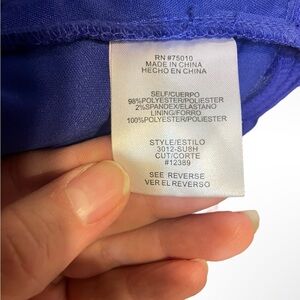 RN #75010
MADE IN CHINA
HECHO EN CHINA
SELF/CUERPO
98%POLYESTER/POLIESTER
2%SPANDEX/ELASTANO
LINING/FORRO
100%POLYESTER/POLIESTER
STYLE/ESTILO
3012-SU8H
CUT/CORTE
#12389
SEE REVERSE
VER EL REVERSO